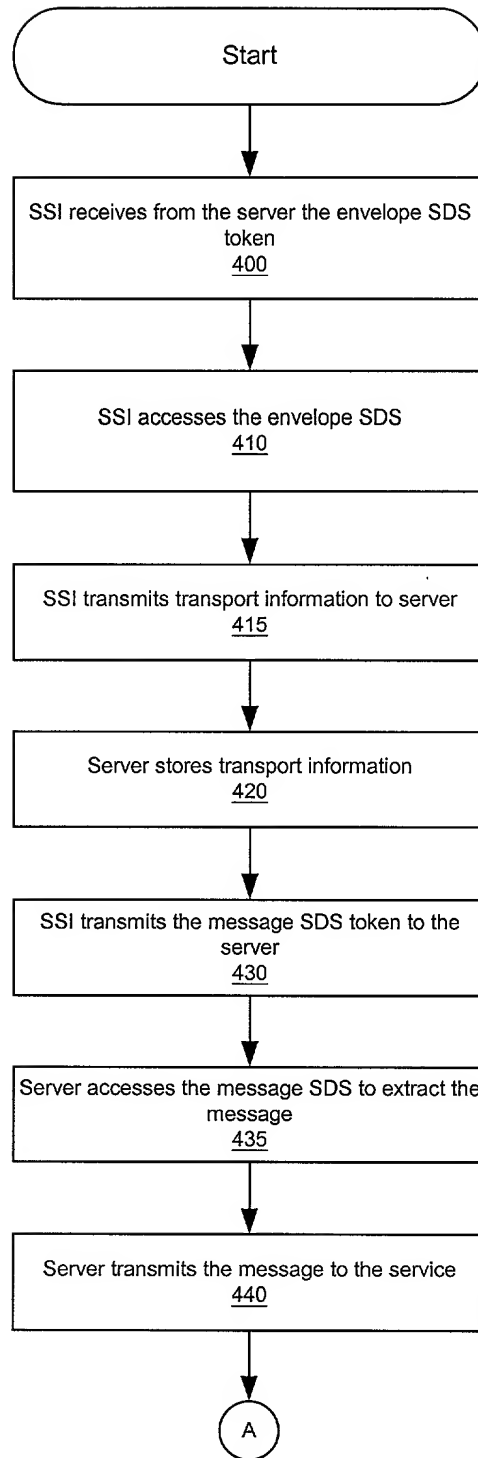 Start
SSI receives from the server the envelope SDS
token
400
SSI accesses the envelope SDS
410
SSI transmits transport information to server
415
Server stores transport information
420
SSI transmits the message SDS token to the
server
430
Server accesses the message SDS to extract the
message
435
Server transmits the message to the service
440
A